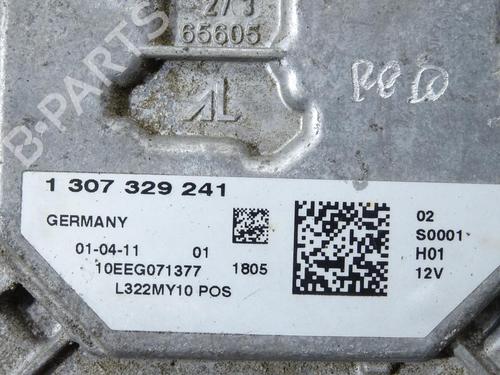 27 3
65605
AL
B-PARTS
1 307 329 241
GERMANY
02
01-04-11 01
S0001
10EEG071377 1805
H01
12V
L322MY10 POS